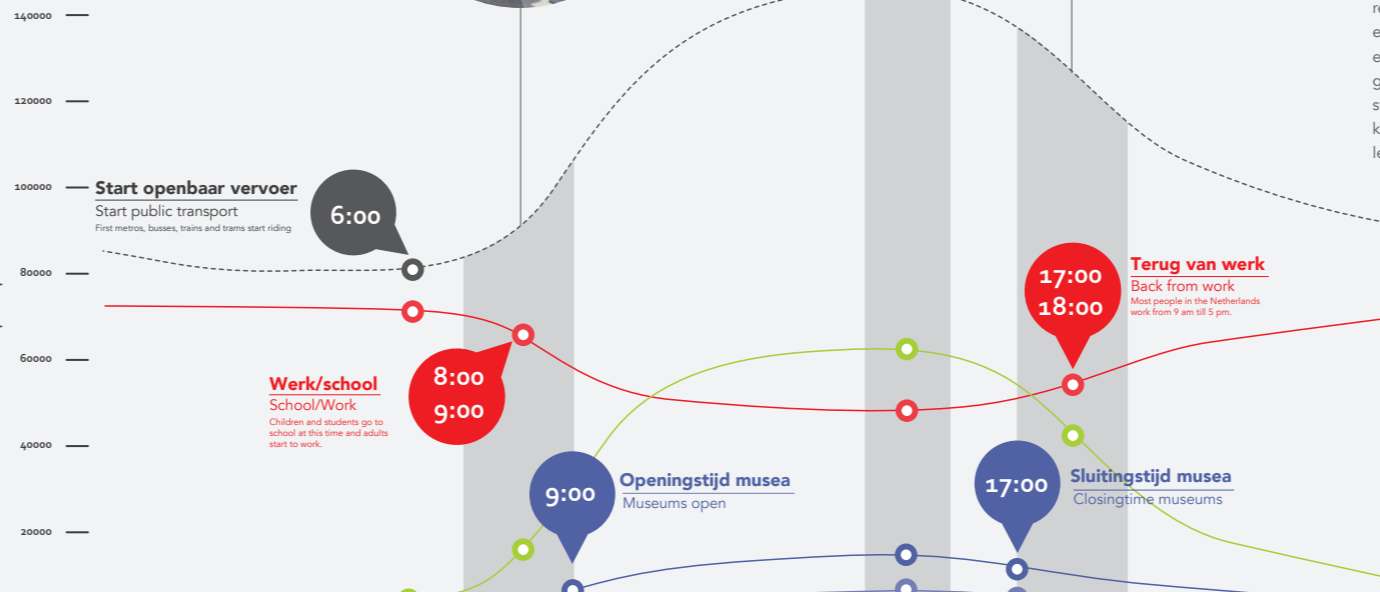 140000
120000
100000
80000
60000
40000
20000
Start openbaar vervoer
Start public transport
First metros, busses, trains and trams start riding
6:00
Werk/school
School/Work
Children and students go to
school at this time and adults
start to work.
8:00
9:00
9:00
Openingstijd musea
Museums open
17:00
18:00
Terug van werk
Back from work
Most people in the Netherlands
work from 9 am till 5 pm.
17:00
Sluitingstijd musea
Closingtime museums